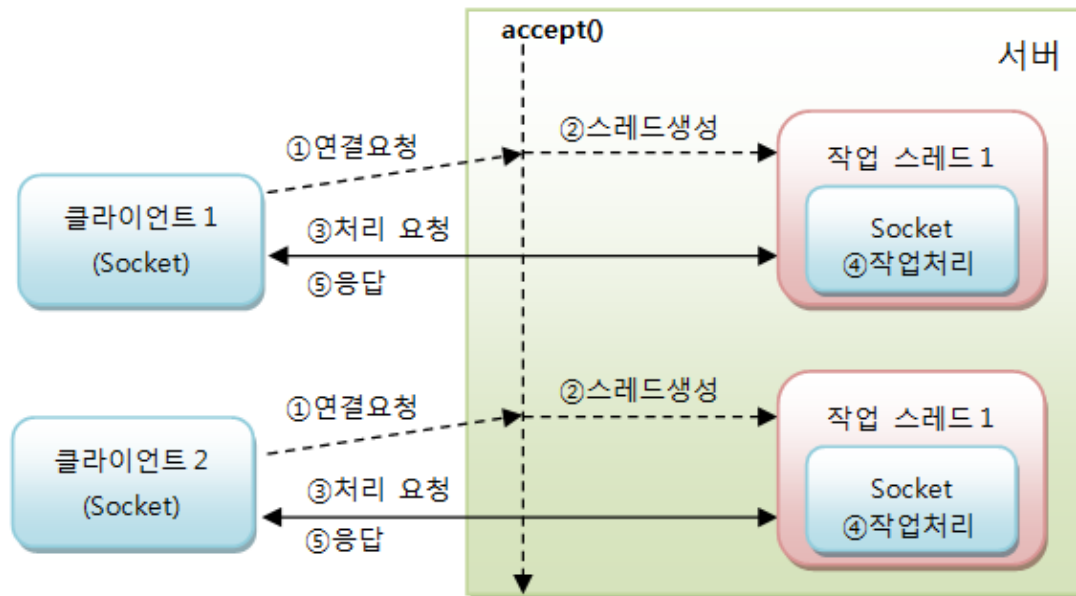 accept()
서버
①연결요청
②스레드생성
작업 스레드 1
클라이언트 1
(Socket)
③처리 요청
⑤응답
Socket
④작업처리
①연결요청
②스레드생성
작업 스레드 1
클라이언트 2
(Socket)
③처리 요청
⑤응답
Socket
④작업처리